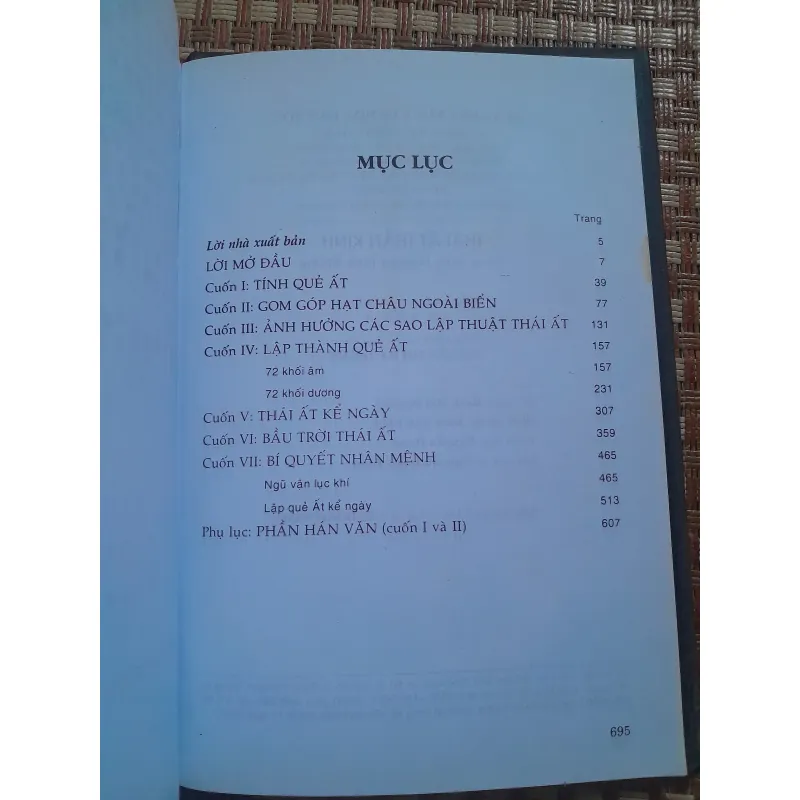 MỤC LỤC
Trang
Lời nhà xuất bản 5
LỜI MỞ ĐẦU 7
Cuốn I: TÍNH QUẺ ẤT 39
Cuốn II: GOM GÓP HẠT CHÂU NGOÀI BIỂN 77
Cuốn III: ẢNH HƯỞNG CÁC SAO LẬP THUẬT THÁI ẤT 131
Cuốn IV: LẬP THÀNH QUẺ ẤT 157
72 khối âm 157
72 khối dương 231
Cuốn V: THÁI ẤT KỂ NGÀY 307
Cuốn VI: BẦU TRỜI THÁI ẤT 359
Cuốn VII: BÍ QUYẾT NHÂN MỆNH 465
Ngũ vận lục khí 465
Lập quẻ Ất kể ngày 513
Phụ lục: PHẦN HÁN VĂN (cuốn I và II) 607
695